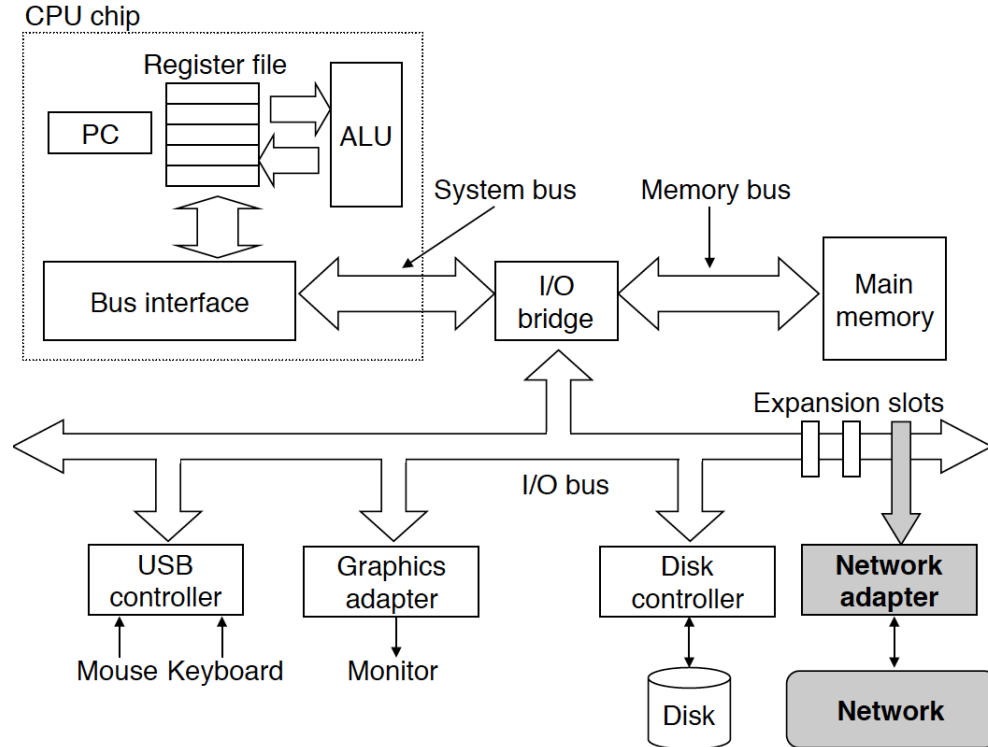 CPU chip
Register file
PC
ALU
System bus
Memory bus
Bus interface
I/O
bridge
Main
memory
Expansion slots
I/O bus
USB
controller
Graphics
adapter
Disk
controller
Network
adapter
Mouse
Keyboard
Monitor
Disk
Network